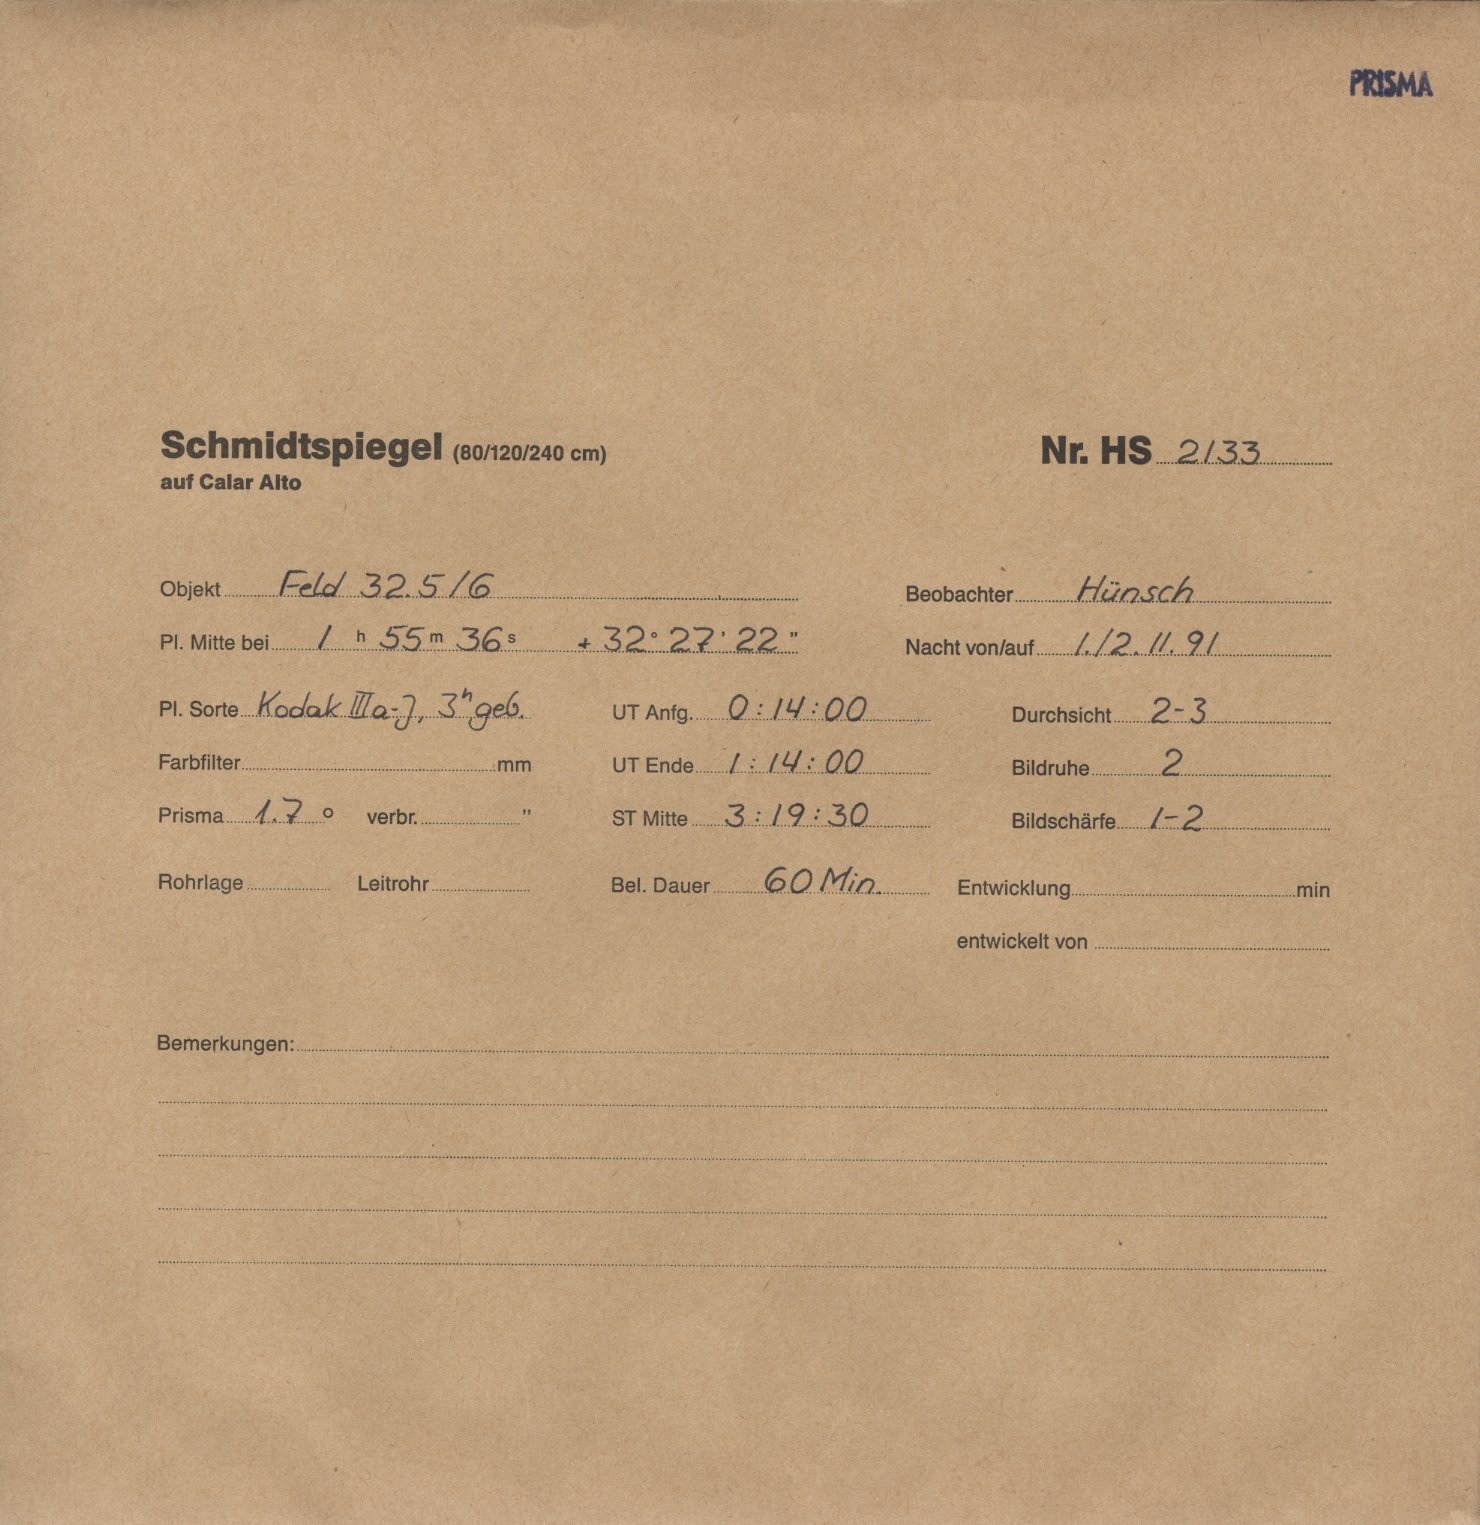 PRISMA
Schmidtspiegel (80/120/240 cm) Nr. HS 2133
auf Calar Alto
Objekt Feld 32.5/6 Beobachter Hünsch
Pl. Mitte bei 1 h 55 m 36 s + 32° 27' 22" Nacht von/auf 1./2. 11. 91
Pl. Sorte Kodak IIIa-J, 3h geb. UT Anfg. 0:14:00 Durchsicht 2-3
Farbfilter mm UT Ende 1:14:00 Bildruhe 2
Prisma 1.7 ° verbr. " ST Mitte 3:19:30 Bildschärfe 1-2
Rohrlage Leitrohr Bel. Dauer 60 Min. Entwicklung min
entwickelt von
Bemerkungen: